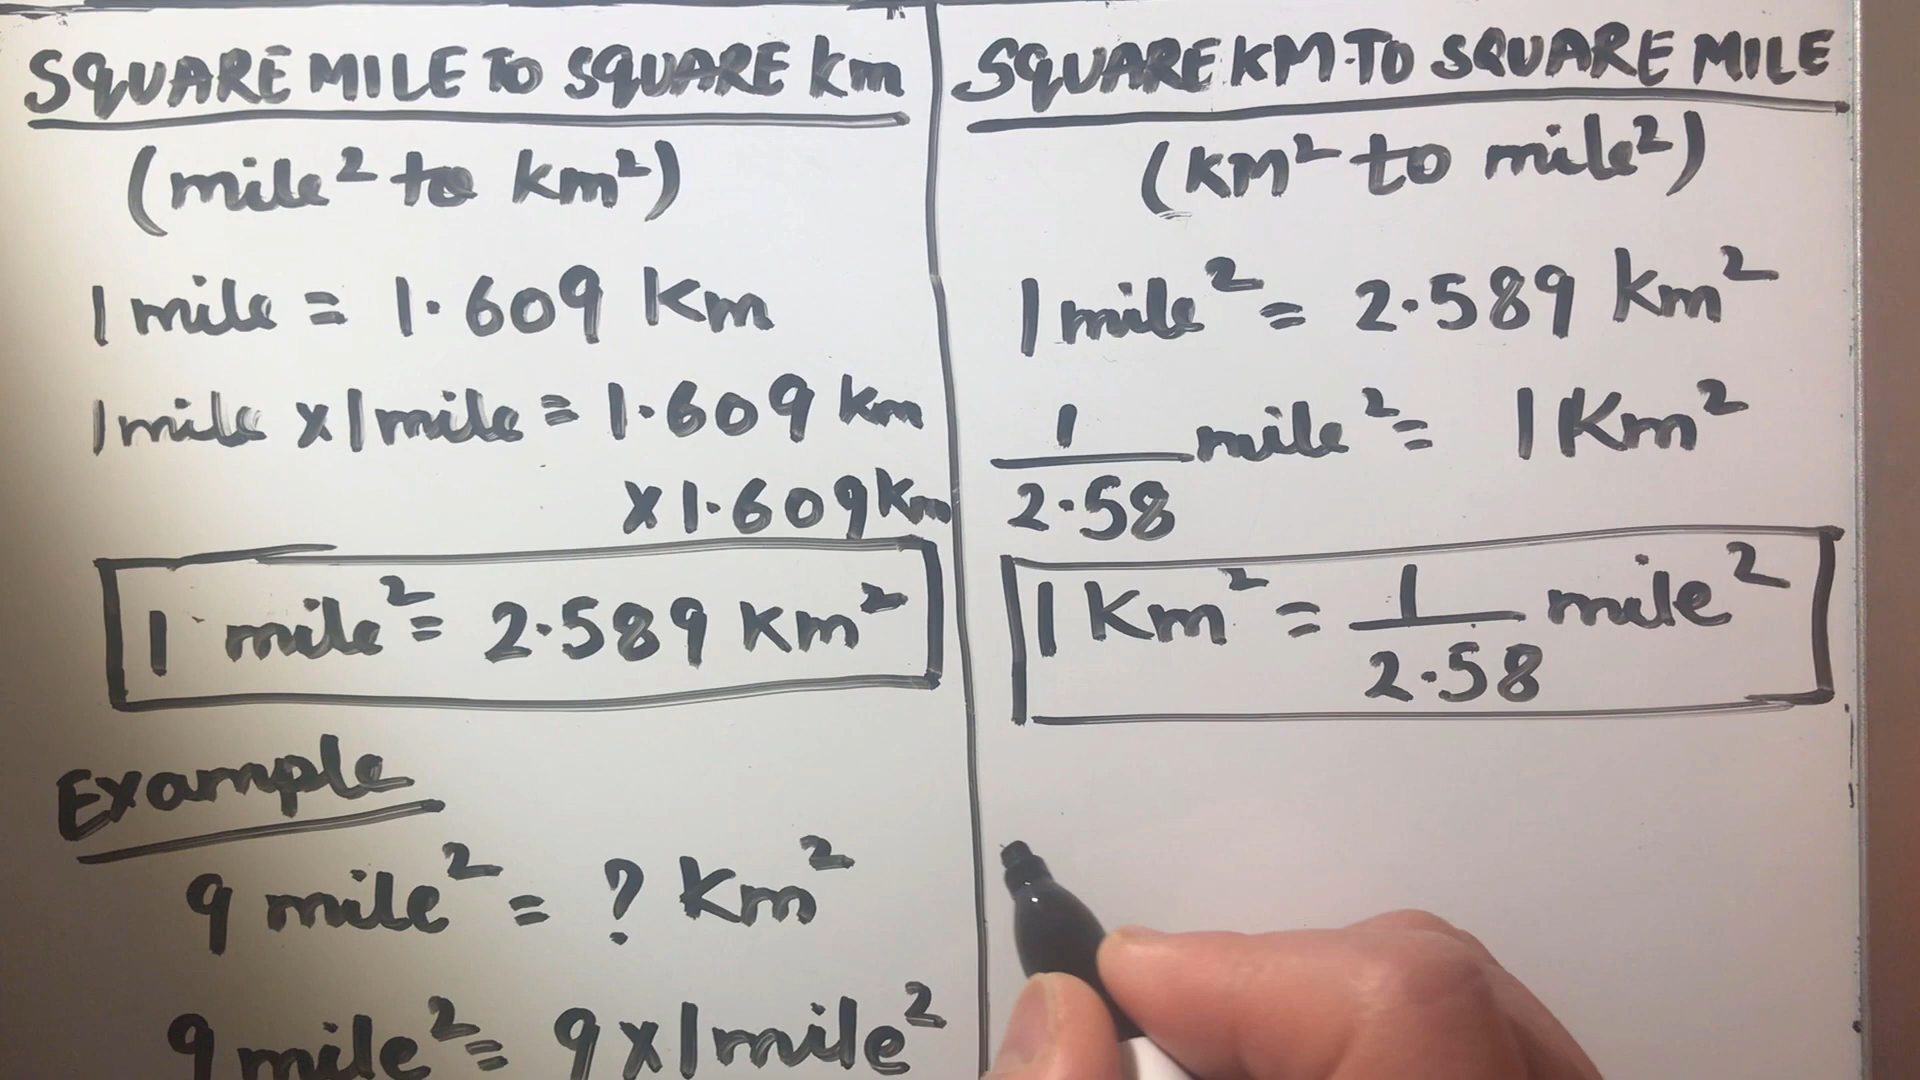 SQUARE MILE TO SQUARE km
(mile² to km²)
1 mile = 1.609 Km
1 mile x 1 mile = 1.609 km
x 1.609 Km
1 mile² = 2.589 km²
Example
9 mile² = ? Km²
9 mile² = 9 x 1 mile²
SQUARE KM TO SQUARE MILE
(KM² to mile²)
1 mile² = 2.589 km²
1/2.58 mile² = 1 Km²
1 Km² = 1/2.58 mile²